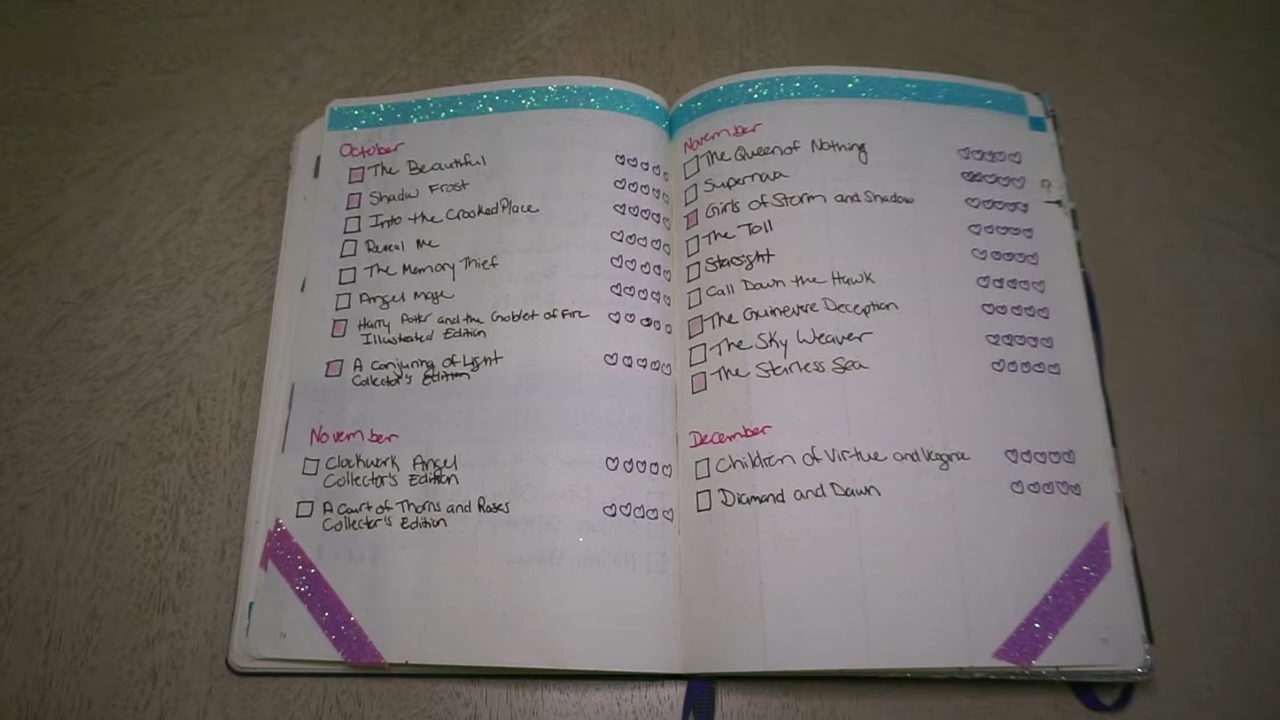 October
The Beautiful
Shadow Frost
Into the Crooked Place
Reveal Me
The Memory Thief
Angel Mage
Harry Potter and the Goblet of Fire
Illustrated Edition
A Conjuring of Light
Collector's Edition
November
Clockwork Angel
Collector's Edition
A Court of Thorns and Roses
Collector's Edition
November
The Queen of Nothing
Supernova
Girls of Storm and Shadow
The Toll
Starsight
Call Down the Hawk
The Guinevere Deception
The Sky Weaver
The Starless Sea
December
Children of Virtue and
Diamond and Dawn